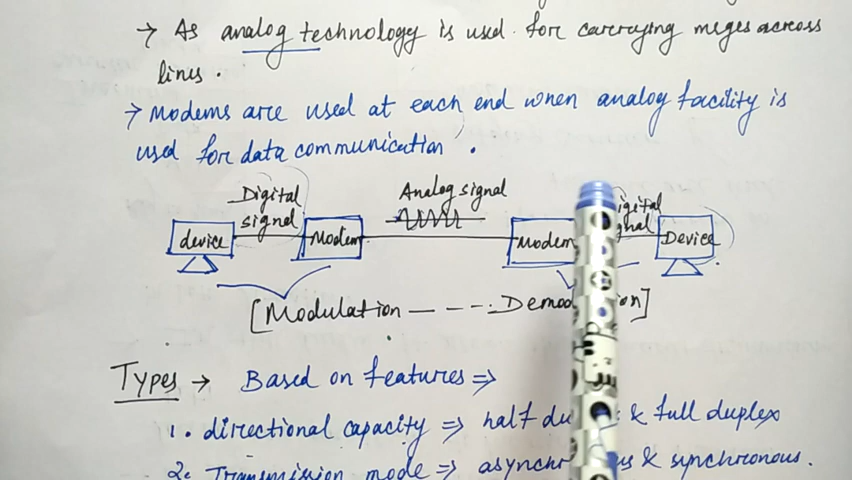 → As analog technology is used for carrying msges across
lines.
→ Modems are used at each end when analog facility is
used for data communication.
Digital signal
Analog signal
device
Modem
Modem
Device
[Modulation — — — Demod ion]
Types → Based on features ⇒
1. directional capacity ⇒ half du & full duplex
2. Transmission mode ⇒ asynchr us & synchronous.